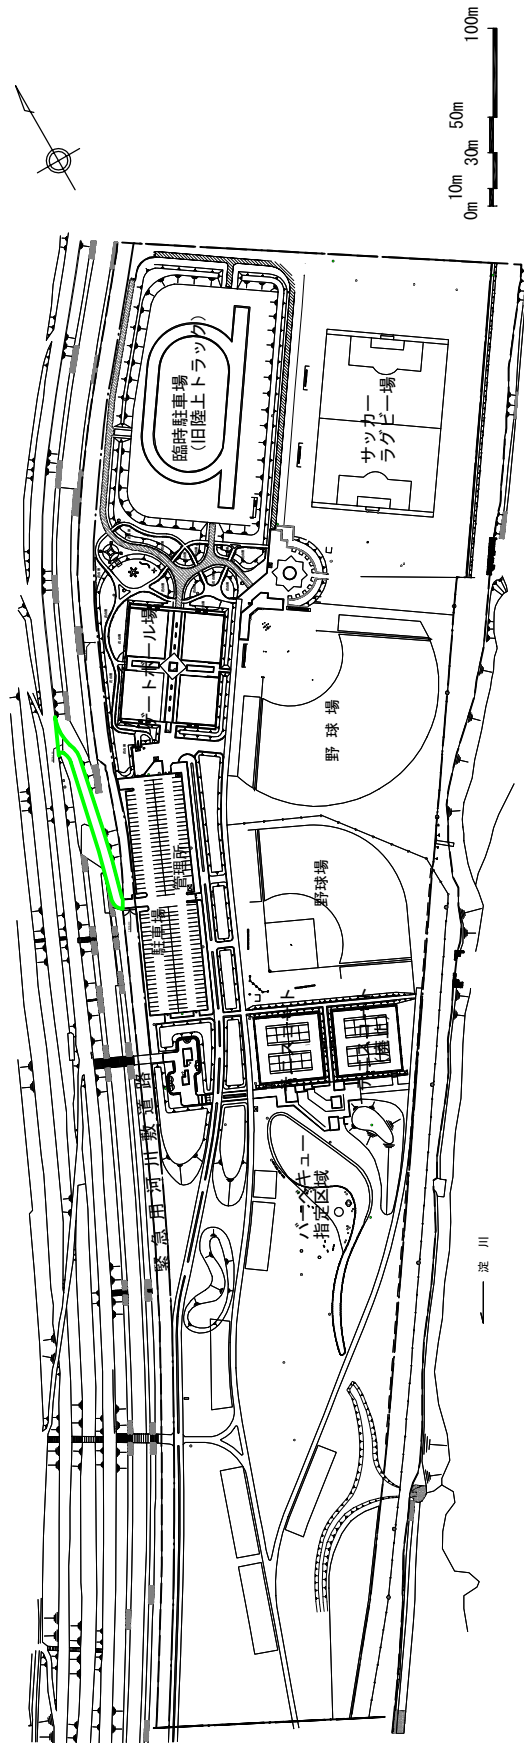 100m
50m
30m
10m
0m
臨時駐車場
(旧陸上トラック)
サッカー
ラグビー場
ゲートボール場
野球場
管理所
駐車場
野球場
緊急用河川敷道路
バーベキュー
指定区域
淀川